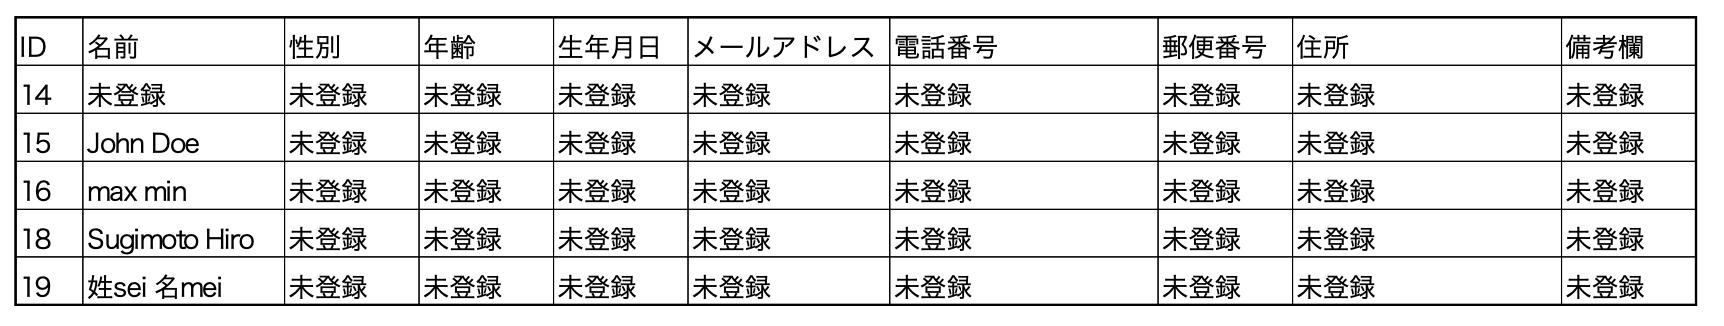 ID 名前 性別 年齢 生年月日 メールアドレス 電話番号 郵便番号 住所 備考欄
14 未登録 未登録 未登録 未登録 未登録 未登録 未登録 未登録 未登録
15 John Doe 未登録 未登録 未登録 未登録 未登録 未登録 未登録 未登録
16 max min 未登録 未登録 未登録 未登録 未登録 未登録 未登録 未登録
18 Sugimoto Hiro 未登録 未登録 未登録 未登録 未登録 未登録 未登録 未登録
19 姓sei 名mei 未登録 未登録 未登録 未登録 未登録 未登録 未登録 未登録